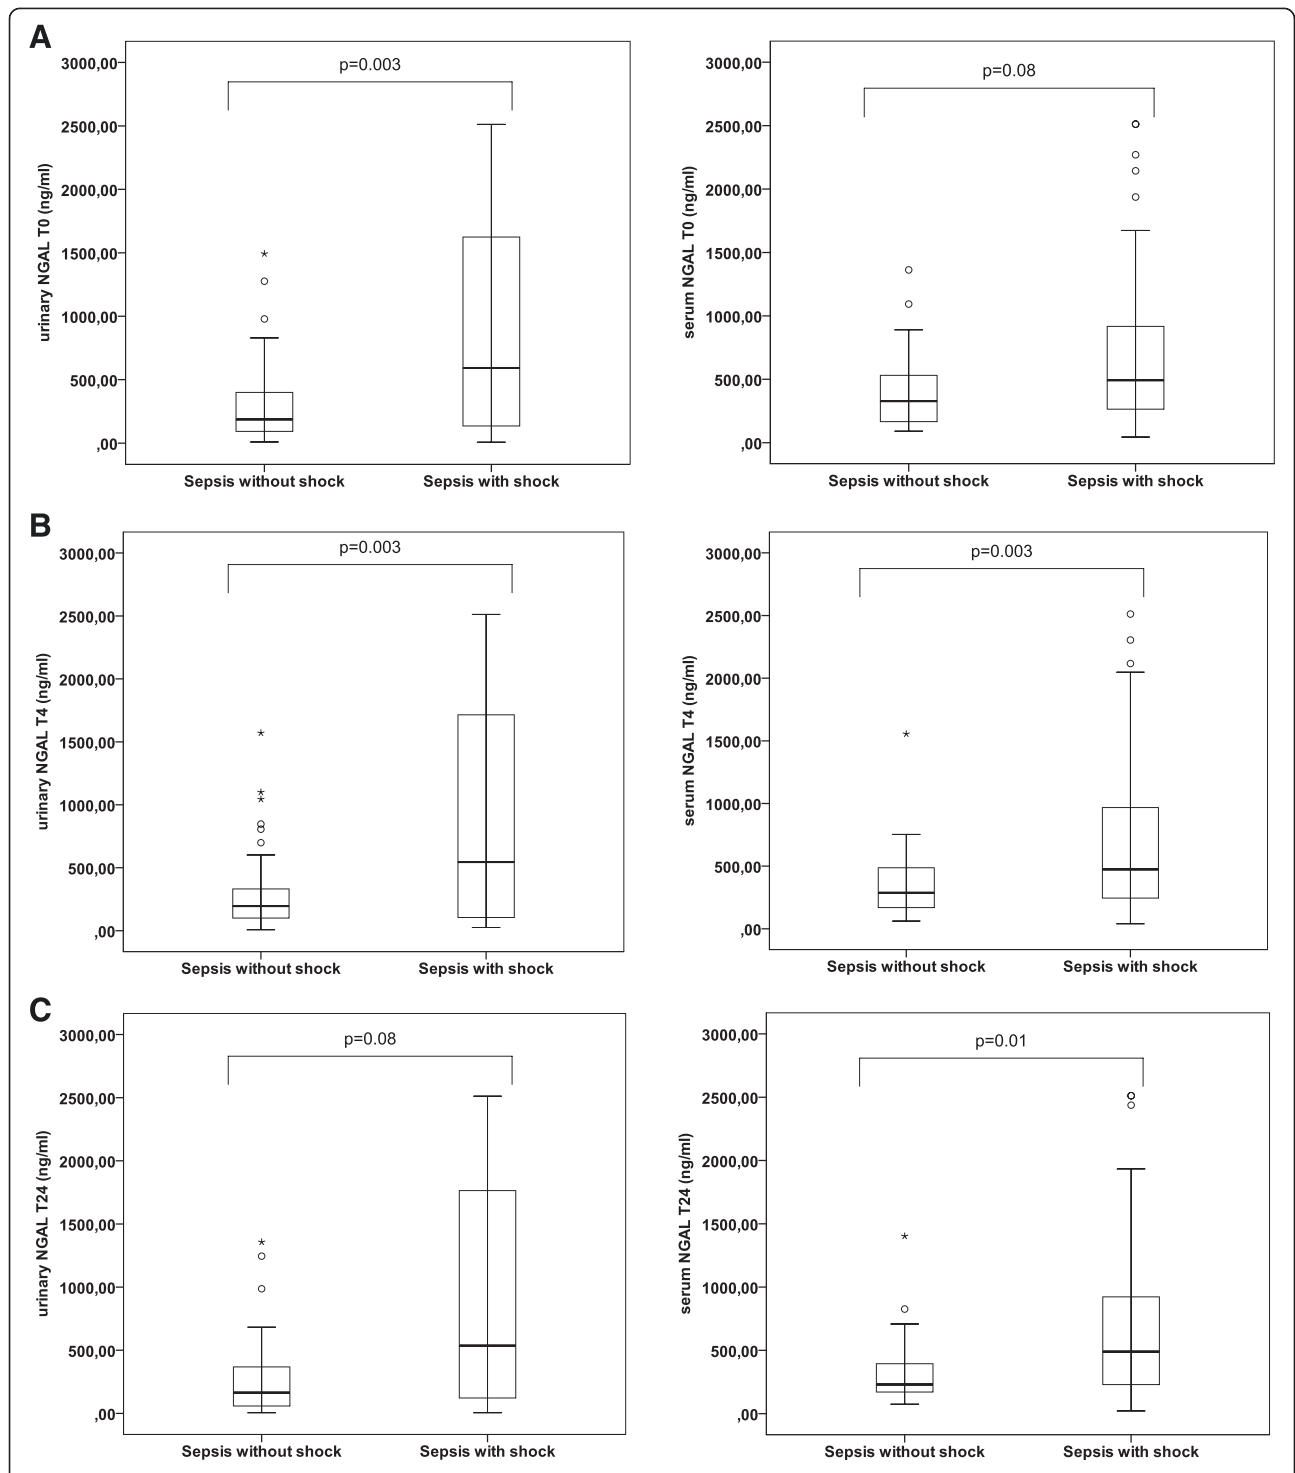 A
p=0.003
urinary NGAL T0 (ng/ml)
3000,00
2500,00
2000,00
1500,00
1000,00
500,00
,00
Sepsis without shock
Sepsis with shock
p=0.08
serum NGAL T0 (ng/ml)
3000,00
2500,00
2000,00
1500,00
1000,00
500,00
,00
Sepsis without shock
Sepsis with shock
B
p=0.003
urinary NGAL T4 (ng/ml)
3000,00
2500,00
2000,00
1500,00
1000,00
500,00
,00
Sepsis without shock
Sepsis with shock
p=0.003
serum NGAL T4 (ng/ml)
3000,00
2500,00
2000,00
1500,00
1000,00
500,00
,00
Sepsis without shock
Sepsis with shock
C
p=0.08
urinary NGAL T24 (ng/ml)
3000,00
2500,00
2000,00
1500,00
1000,00
500,00
,00
Sepsis without shock
Sepsis with shock
p=0.01
serum NGAL T24 (ng/ml)
3000,00
2500,00
2000,00
1500,00
1000,00
500,00
,00
Sepsis without shock
Sepsis with shock